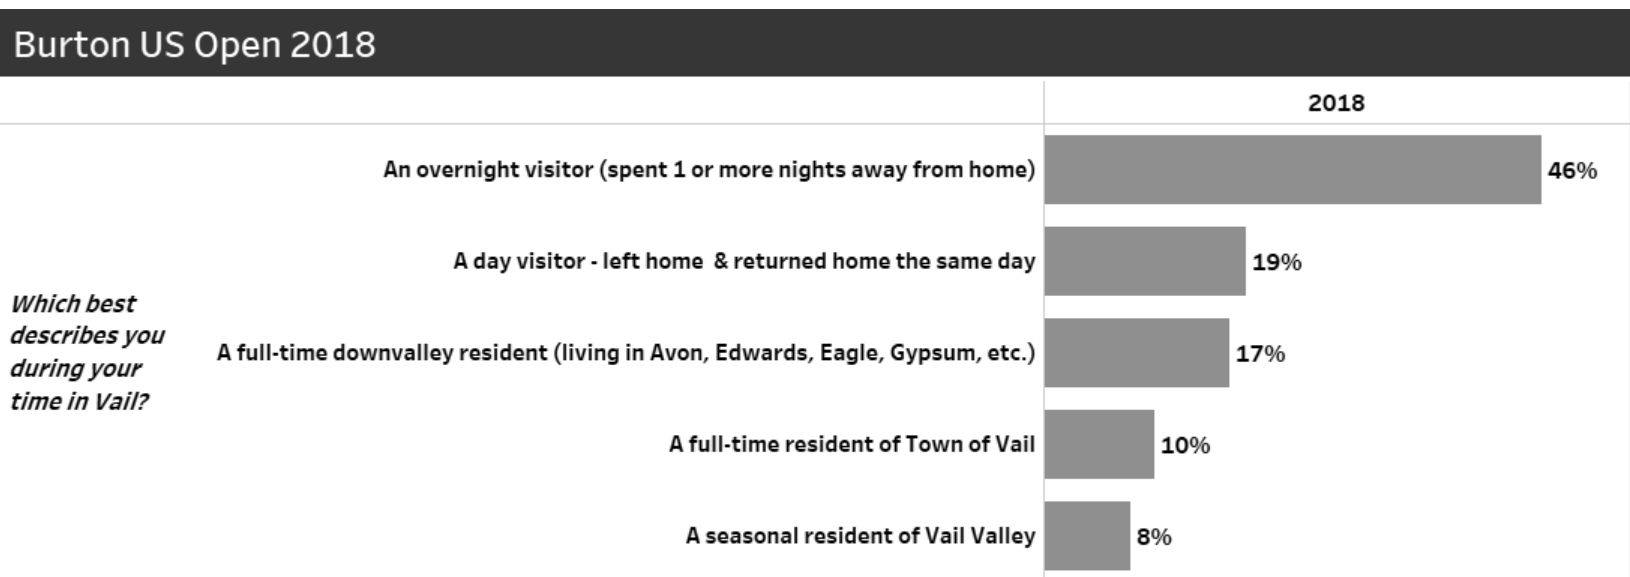 Burton US Open 2018
2018
An overnight visitor (spent 1 or more nights away from home)
46%
A day visitor - left home  & returned home the same day
19%
Which best
describes you
during your
time in Vail?
A full-time downvalley resident (living in Avon, Edwards, Eagle, Gypsum, etc.)
17%
A full-time resident of Town of Vail
10%
A seasonal resident of Vail Valley
8%